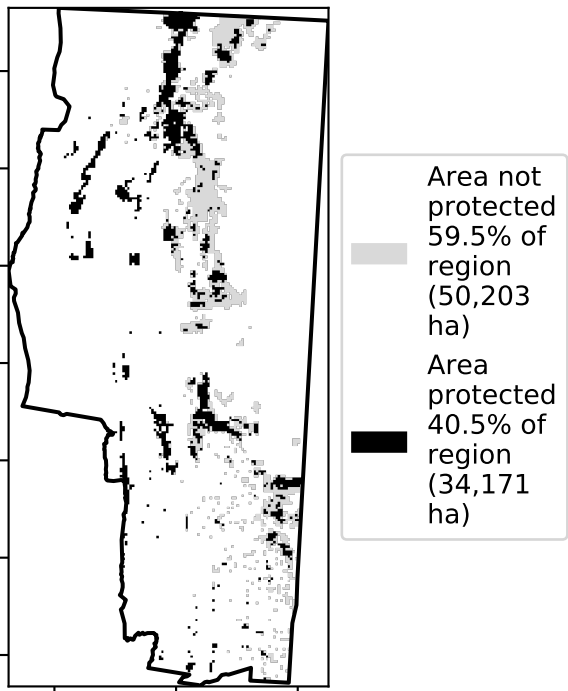 Area not
protected
59.5% of
region
(50,203
ha)
Area
protected
40.5% of
region
(34,171
ha)